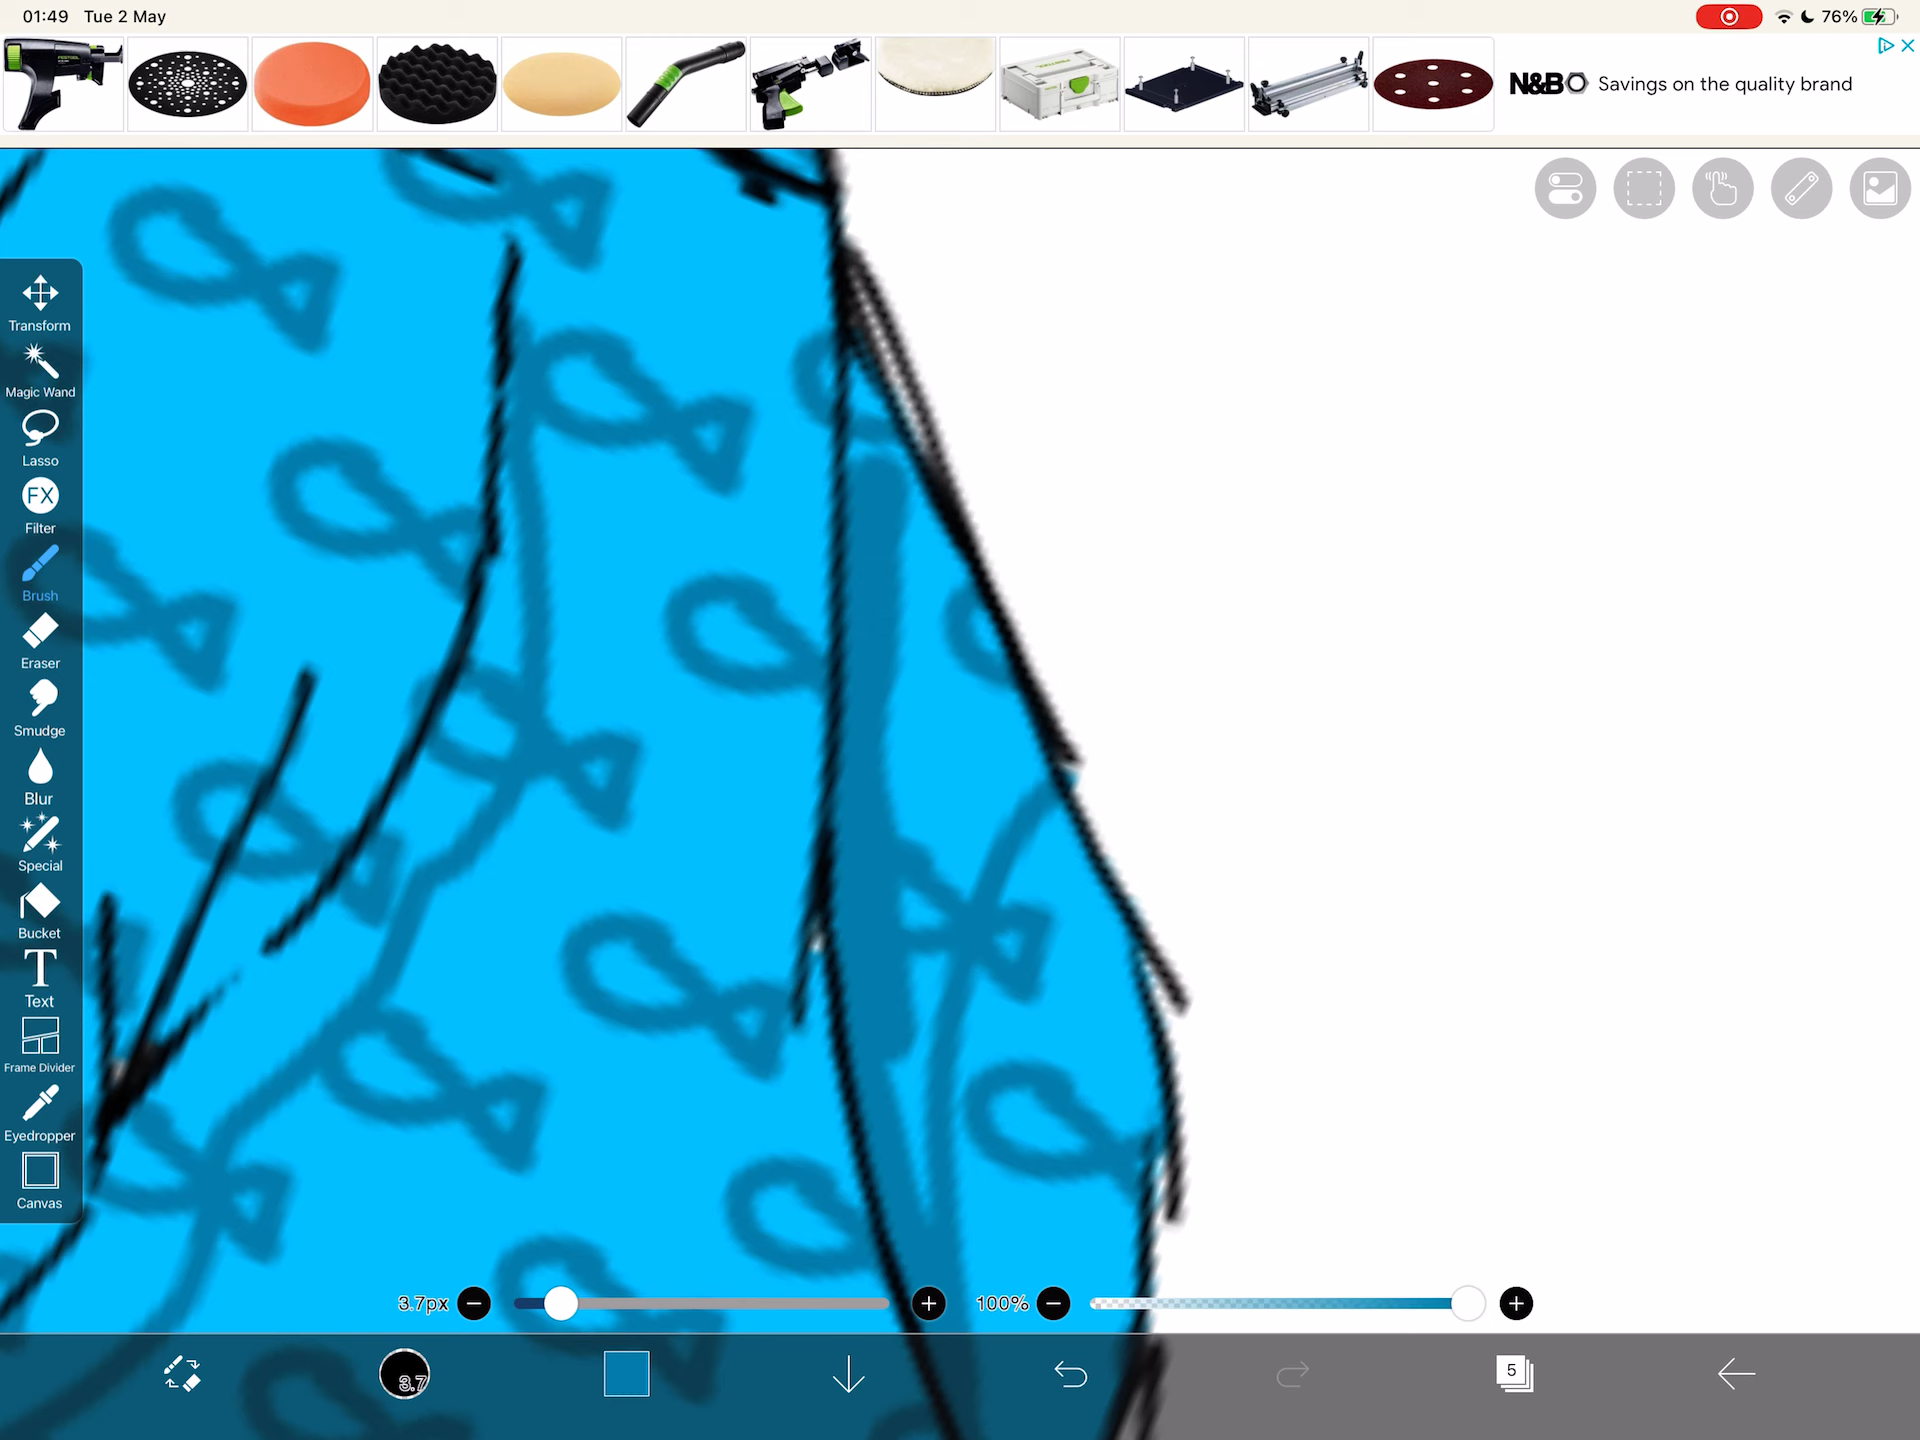 01:49 Tue 2 May
76%
FESTOOL
N&BO Savings on the quality brand
Transform
Magic Wand
Lasso
FX
Filter
Brush
Eraser
Smudge
Blur
Special
Bucket
T
Text
Frame Divider
Eyedropper
Canvas
3.7px
100%
3.7
5